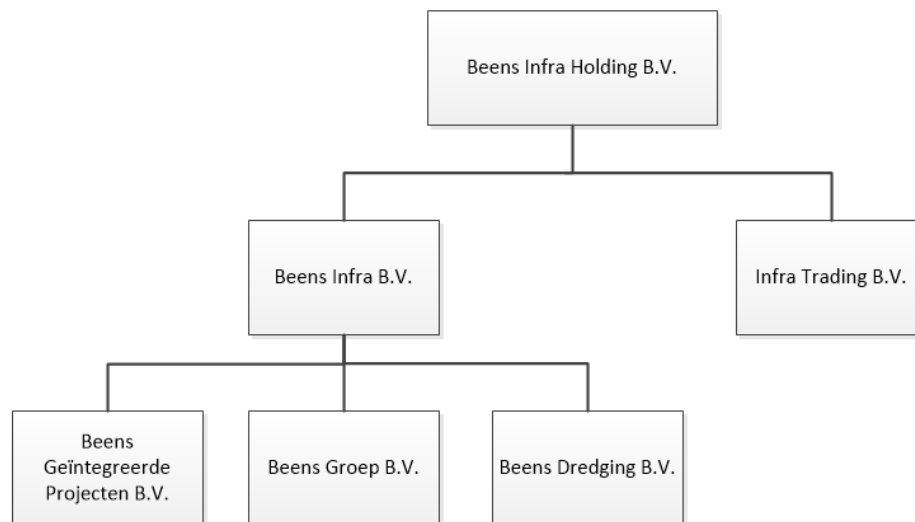 Beens Infra Holding B.V.
Beens Infra B.V.
Infra Trading B.V.
Beens
Geïntegreerde
Projecten B.V.
Beens Groep B.V.
Beens Dredging B.V.